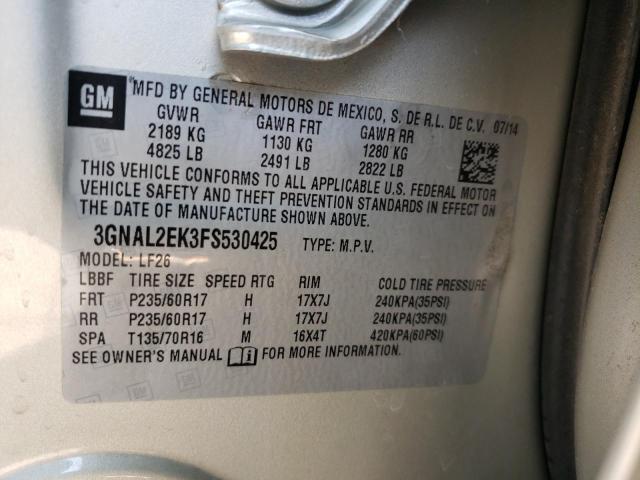 GM
MFD BY GENERAL MOTORS DE MEXICO, S. DE R.L. DE C.V. 07/14
GVWR GAWR FRT GAWR RR
2189 KG 1130 KG 1280 KG
4825 LB 2491 LB 2822 LB
THIS VEHICLE CONFORMS TO ALL APPLICABLE U.S. FEDERAL MOTOR
VEHICLE SAFETY AND THEFT PREVENTION STANDARDS IN EFFECT ON
THE DATE OF MANUFACTURE SHOWN ABOVE.
3GNAL2EK3FS530425 TYPE: M.P.V.
MODEL: LF26
LBBF TIRE SIZE SPEED RTG RIM COLD TIRE PRESSURE
FRT P235/60R17 H 17X7J 240KPA(35PSI)
RR P235/60R17 H 17X7J 240KPA(35PSI)
SPA T135/70R16 M 16X4T 420KPA(60PSI)
SEE OWNER'S MANUAL FOR MORE INFORMATION.